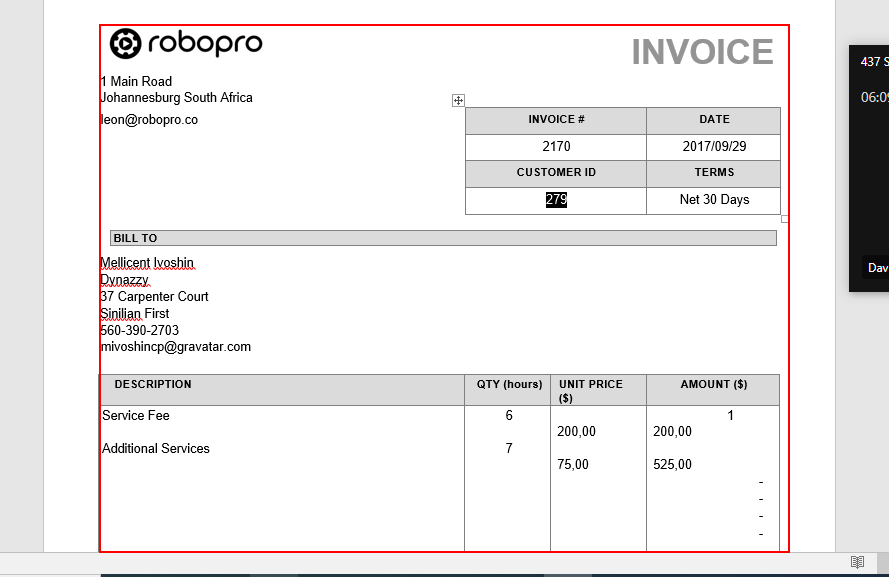 robopro
INVOICE
1 Main Road
Johannesburg South Africa
leon@robopro.co
INVOICE # DATE
2170 2017/09/29
CUSTOMER ID TERMS
279 Net 30 Days
BILL TO
Mellicent Ivoshin
Dynazzy
37 Carpenter Court
Sinilian First
560-390-2703
mivoshincp@gravatar.com
DESCRIPTION QTY (hours) UNIT PRICE ($) AMOUNT ($)
Service Fee 6 1
200,00 200,00
Additional Services 7
75,00 525,00
-
-
-
-
437 S
06:09
Dav